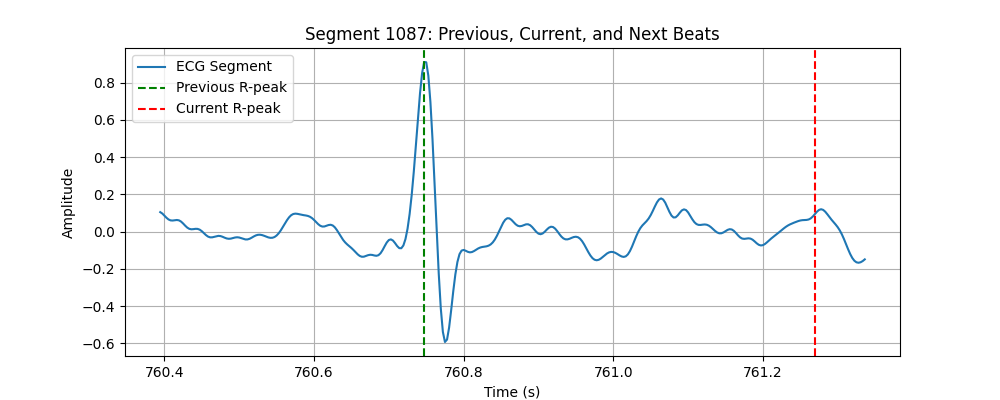 Segment 1087: Previous, Current, and Next Beats
ECG Segment
Previous R-peak
Current R-peak
Amplitude
0.8
0.6
0.4
0.2
0.0
−0.2
−0.4
−0.6
760.4 760.6 760.8 761.0 761.2
Time (s)